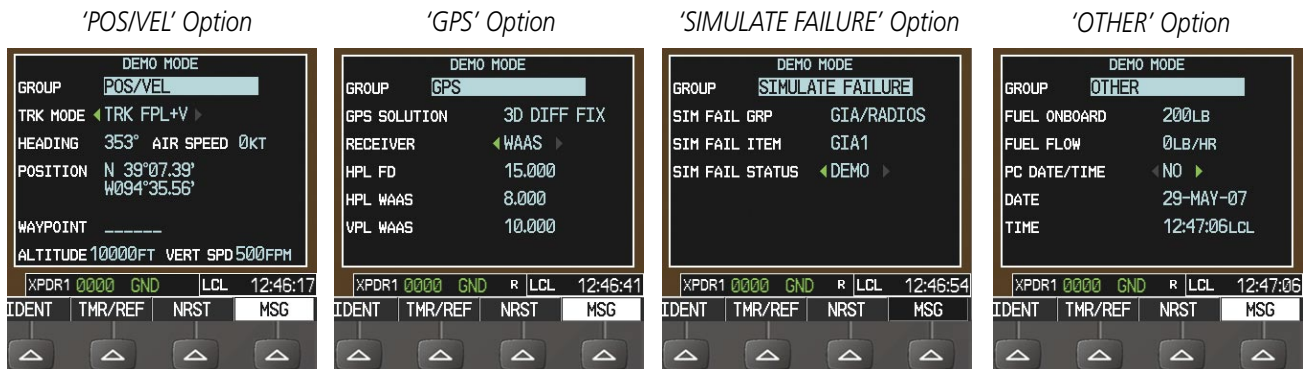 'POS/VEL' Option
DEMO MODE
GROUP POS/VEL
TRK MODE TRK FPL+V
HEADING 353° AIR SPEED 0KT
POSITION N 39°07.39'
W094°35.56'
WAYPOINT ______
ALTITUDE 10000FT VERT SPD 500FPM
XPDR1 0000 GND LCL 12:46:17
IDENT TMR/REF NRST MSG
'GPS' Option
DEMO MODE
GROUP GPS
GPS SOLUTION 3D DIFF FIX
RECEIVER WAAS
HPL FD 15.000
HPL WAAS 8.000
VPL WAAS 10.000
XPDR1 0000 GND R LCL 12:46:41
IDENT TMR/REF NRST MSG
'SIMULATE FAILURE' Option
DEMO MODE
GROUP SIMULATE FAILURE
SIM FAIL GRP GIA/RADIOS
SIM FAIL ITEM GIA1
SIM FAIL STATUS DEMO
XPDR1 0000 GND R LCL 12:46:54
IDENT TMR/REF NRST MSG
'OTHER' Option
DEMO MODE
GROUP OTHER
FUEL ONBOARD 200LB
FUEL FLOW 0LB/HR
PC DATE/TIME NO
DATE 29-MAY-07
TIME 12:47:06LCL
XPDR1 0000 GND R LCL 12:47:06
IDENT TMR/REF NRST MSG